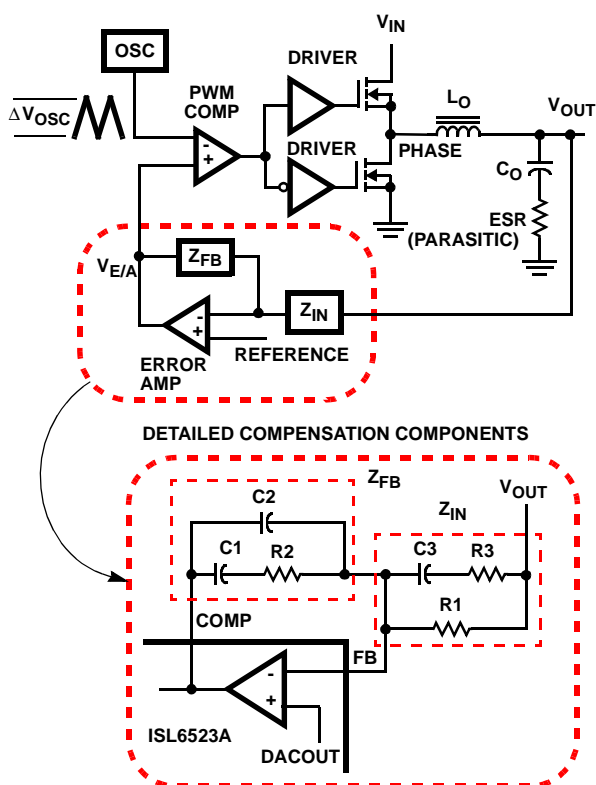 OSC
ΔVOSC
PWM
COMP
DRIVER
VIN
DRIVER
LO
VOUT
PHASE
CO
ESR
(PARASITIC)
ZFB
VE/A
-
+
-
+
ZIN
REFERENCE
ERROR
AMP
DETAILED COMPENSATION COMPONENTS
ZFB
VOUT
C2
ZIN
C1
R2
C3
R3
R1
COMP
FB
-
+
ISL6523A
DACOUT